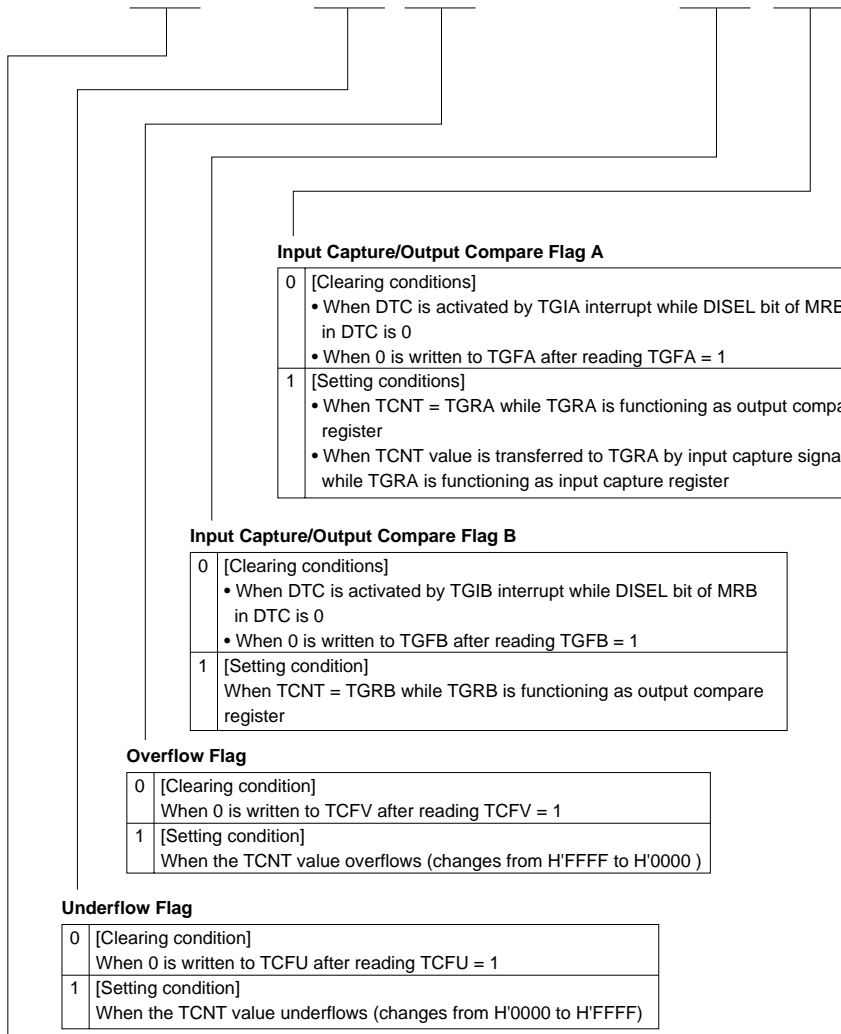 Input Capture/Output Compare Flag A
0 [Clearing conditions]
• When DTC is activated by TGIA interrupt while DISEL bit of MRB
in DTC is 0
• When 0 is written to TGFA after reading TGFA = 1
1 [Setting conditions]
• When TCNT = TGRA while TGRA is functioning as output
register
• When TCNT value is transferred to TGRA by input capture
while TGRA is functioning as input capture register
Input Capture/Output Compare Flag B
0 [Clearing conditions]
• When DTC is activated by TGIB interrupt while DISEL bit of MRB
in DTC is 0
• When 0 is written to TGFB after reading TGFB = 1
1 [Setting condition]
When TCNT = TGRB while TGRB is functioning as output compare
register
Overflow Flag
0 [Clearing condition]
When 0 is written to TCFV after reading TCFV = 1
1 [Setting condition]
When the TCNT value overflows (changes from H'FFFF to H'0000 )
Underflow Flag
0 [Clearing condition]
When 0 is written to TCFU after reading TCFU = 1
1 [Setting condition]
When the TCNT value underflows (changes from H'0000 to H'FFFF)